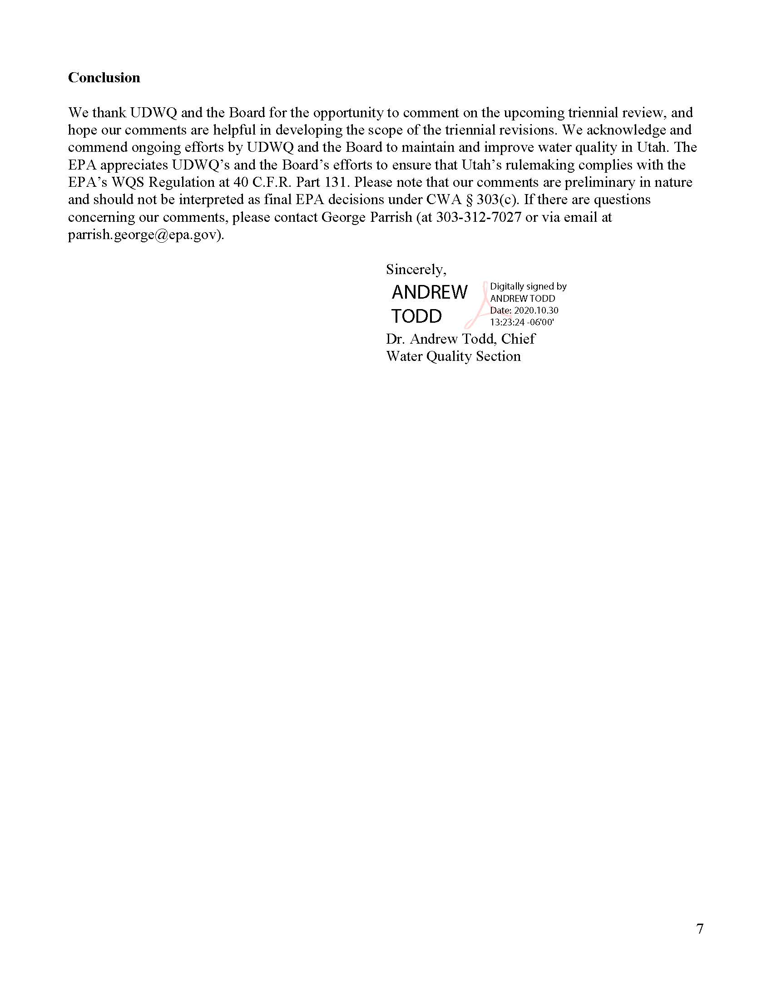 Conclusion
We thank UDWQ and the Board for the opportunity to comment on the upcoming triennial review, and
hope our comments are helpful in developing the scope of the triennial revisions. We acknowledge and
commend ongoing efforts by UDWQ and the Board to maintain and improve water quality in Utah. The
EPA appreciates UDWQ’s and the Board’s efforts to ensure that Utah’s rulemaking complies with the
EPA’s WQS Regulation at 40 C.F.R. Part 131. Please note that our comments are preliminary in nature
and should not be interpreted as final EPA decisions under CWA § 303(c). If there are questions
concerning our comments, please contact George Parrish (at 303-312-7027 or via email at
parrish.george@epa.gov).
Sincerely,
ANDREW
TODD
Digitally signed by
ANDREW TODD
Date: 2020.10.30
13:23:24 -06'00'
Dr. Andrew Todd, Chief
Water Quality Section
7